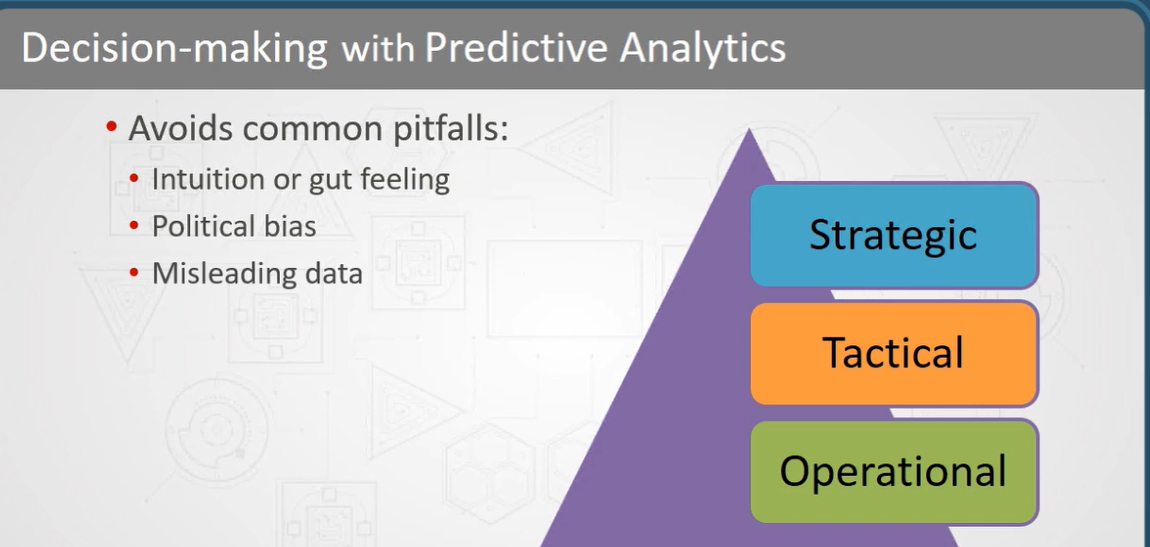 Decision-making with Predictive Analytics
• Avoids common pitfalls:
• Intuition or gut feeling
• Political bias
• Misleading data
Strategic
Tactical
Operational